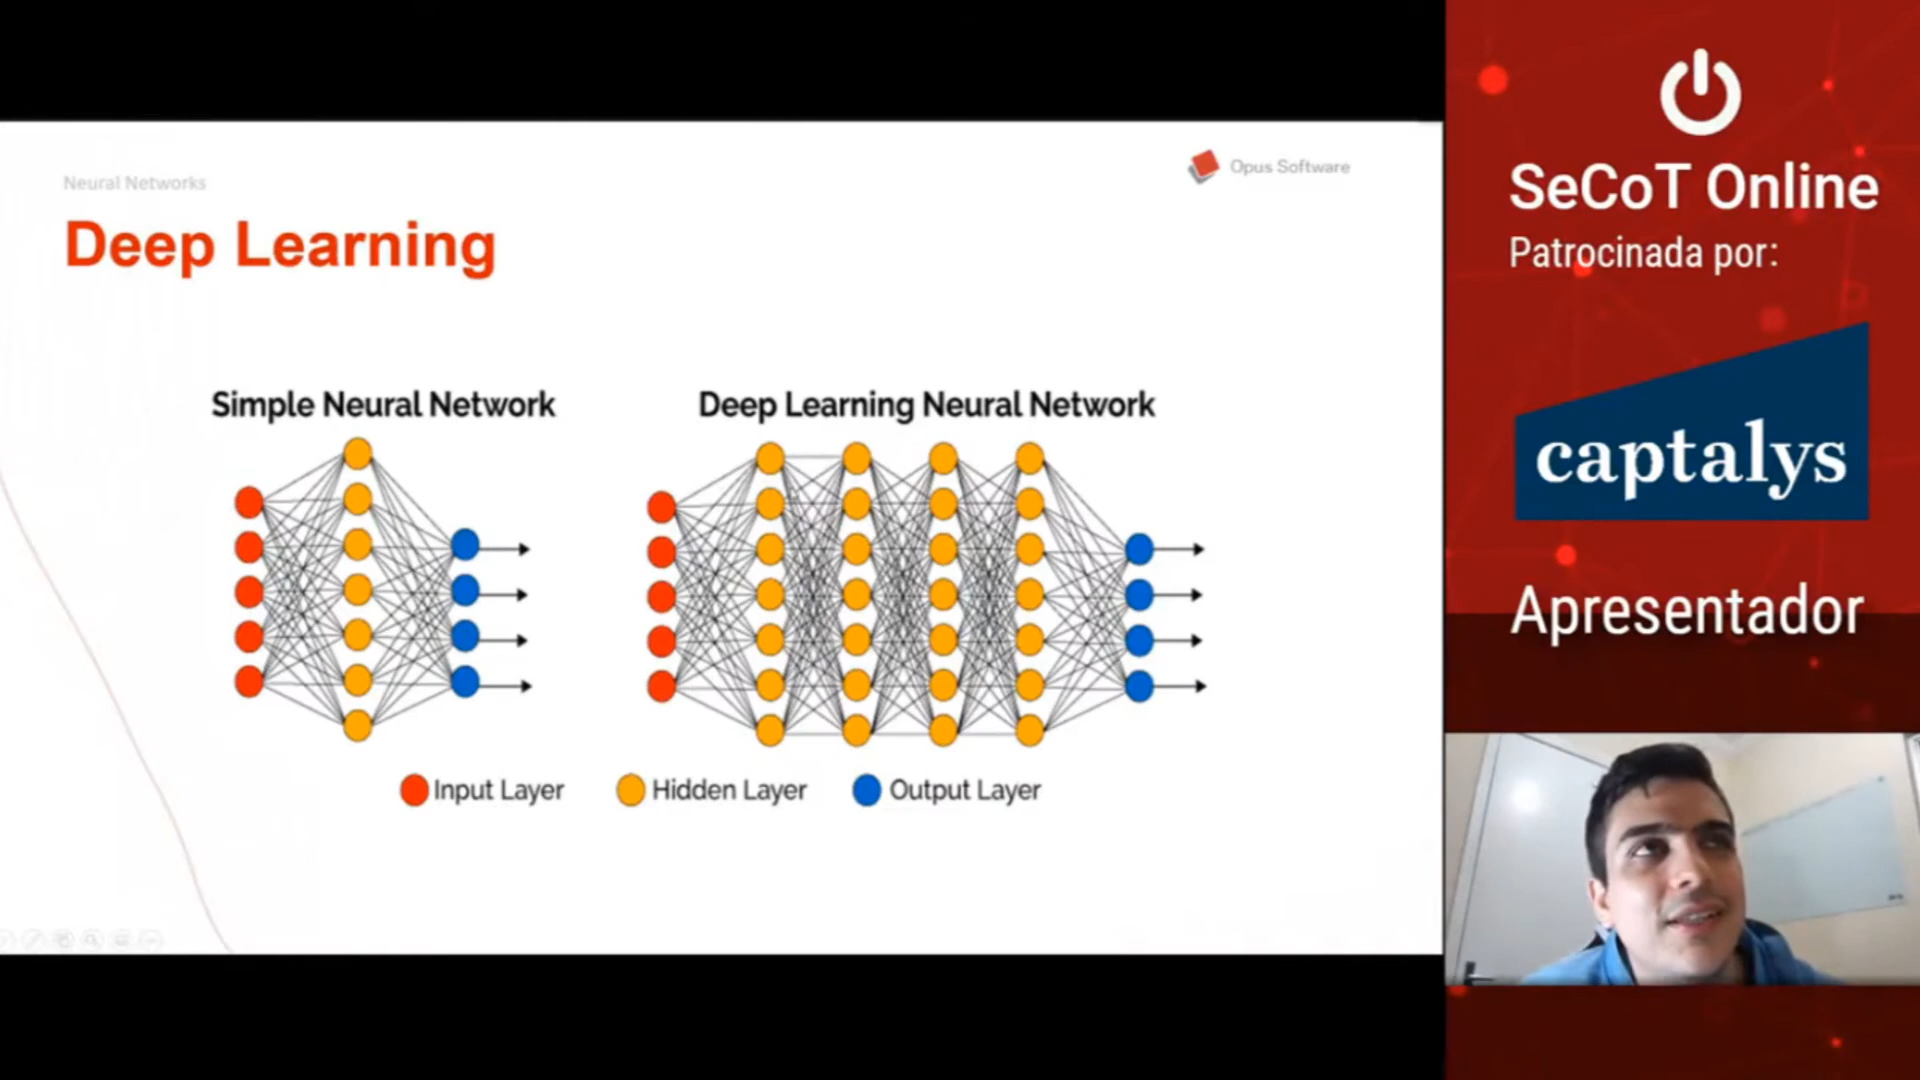 Neural Networks
Opus Software
Deep Learning
Simple Neural Network
Deep Learning Neural Network
Input Layer
Hidden Layer
Output Layer
SeCoT Online
Patrocinada por:
captalys
Apresentador